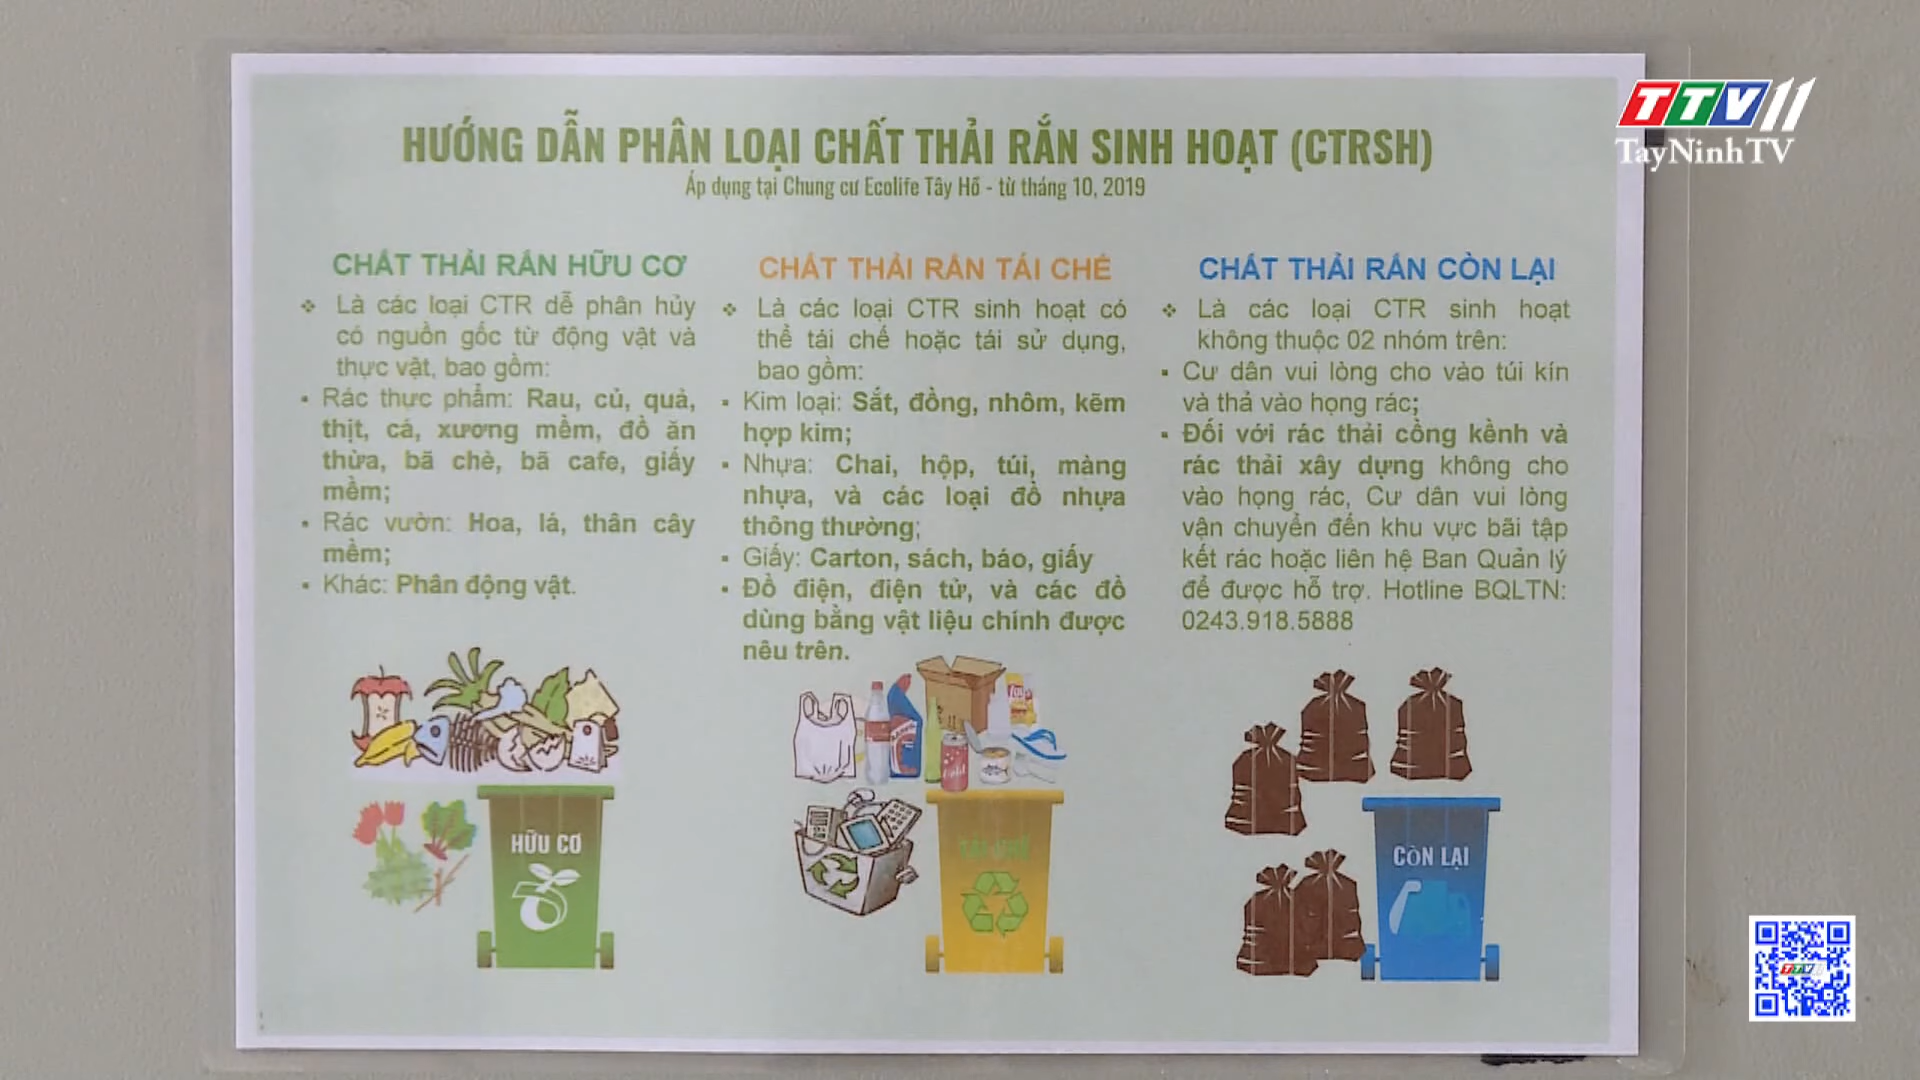 HƯỚNG DẪN PHÂN LOẠI CHẤT THẢI RẮN SINH HOẠT (CTRSH)
Áp dụng tại Chung cư Ecolife Tây Hồ - từ tháng 10, 2019
TTV11
TayNinhTV
CHẤT THẢI RẮN HỮU CƠ
❖ Là các loại CTR dễ phân hủy
có nguồn gốc từ động vật và
thực vật, bao gồm:
▪ Rác thực phẩm: Rau, củ, quả,
thịt, cá, xương mềm, đồ ăn
thừa, bã chè, bã cafe, giấy
mềm;
▪ Rác vườn: Hoa, lá, thân cây
mềm;
▪ Khác: Phân động vật.
HỮU CƠ
CHẤT THẢI RẮN TÁI CHẾ
❖ Là các loại CTR sinh hoạt có
thể tái chế hoặc tái sử dụng,
bao gồm:
▪ Kim loại: Sắt, đồng, nhôm, kẽm
hợp kim;
▪ Nhựa: Chai, hộp, túi, màng
nhựa, và các loại đồ nhựa
thông thường;
▪ Giấy: Carton, sách, báo, giấy
▪ Đồ điện, điện tử, và các đồ
dùng bằng vật liệu chính được
nêu trên.
TÁI CHẾ
CHẤT THẢI RẮN CÒN LẠI
❖ Là các loại CTR sinh hoạt
không thuộc 02 nhóm trên:
▪ Cư dân vui lòng cho vào túi kín
và thả vào họng rác;
▪ Đối với rác thải cồng kềnh và
rác thải xây dựng không cho
vào họng rác, Cư dân vui lòng
vận chuyển đến khu vực bãi tập
kết rác hoặc liên hệ Ban Quản lý
để được hỗ trợ. Hotline BQLTN:
0243.918.5888
CÒN LẠI
TTV11